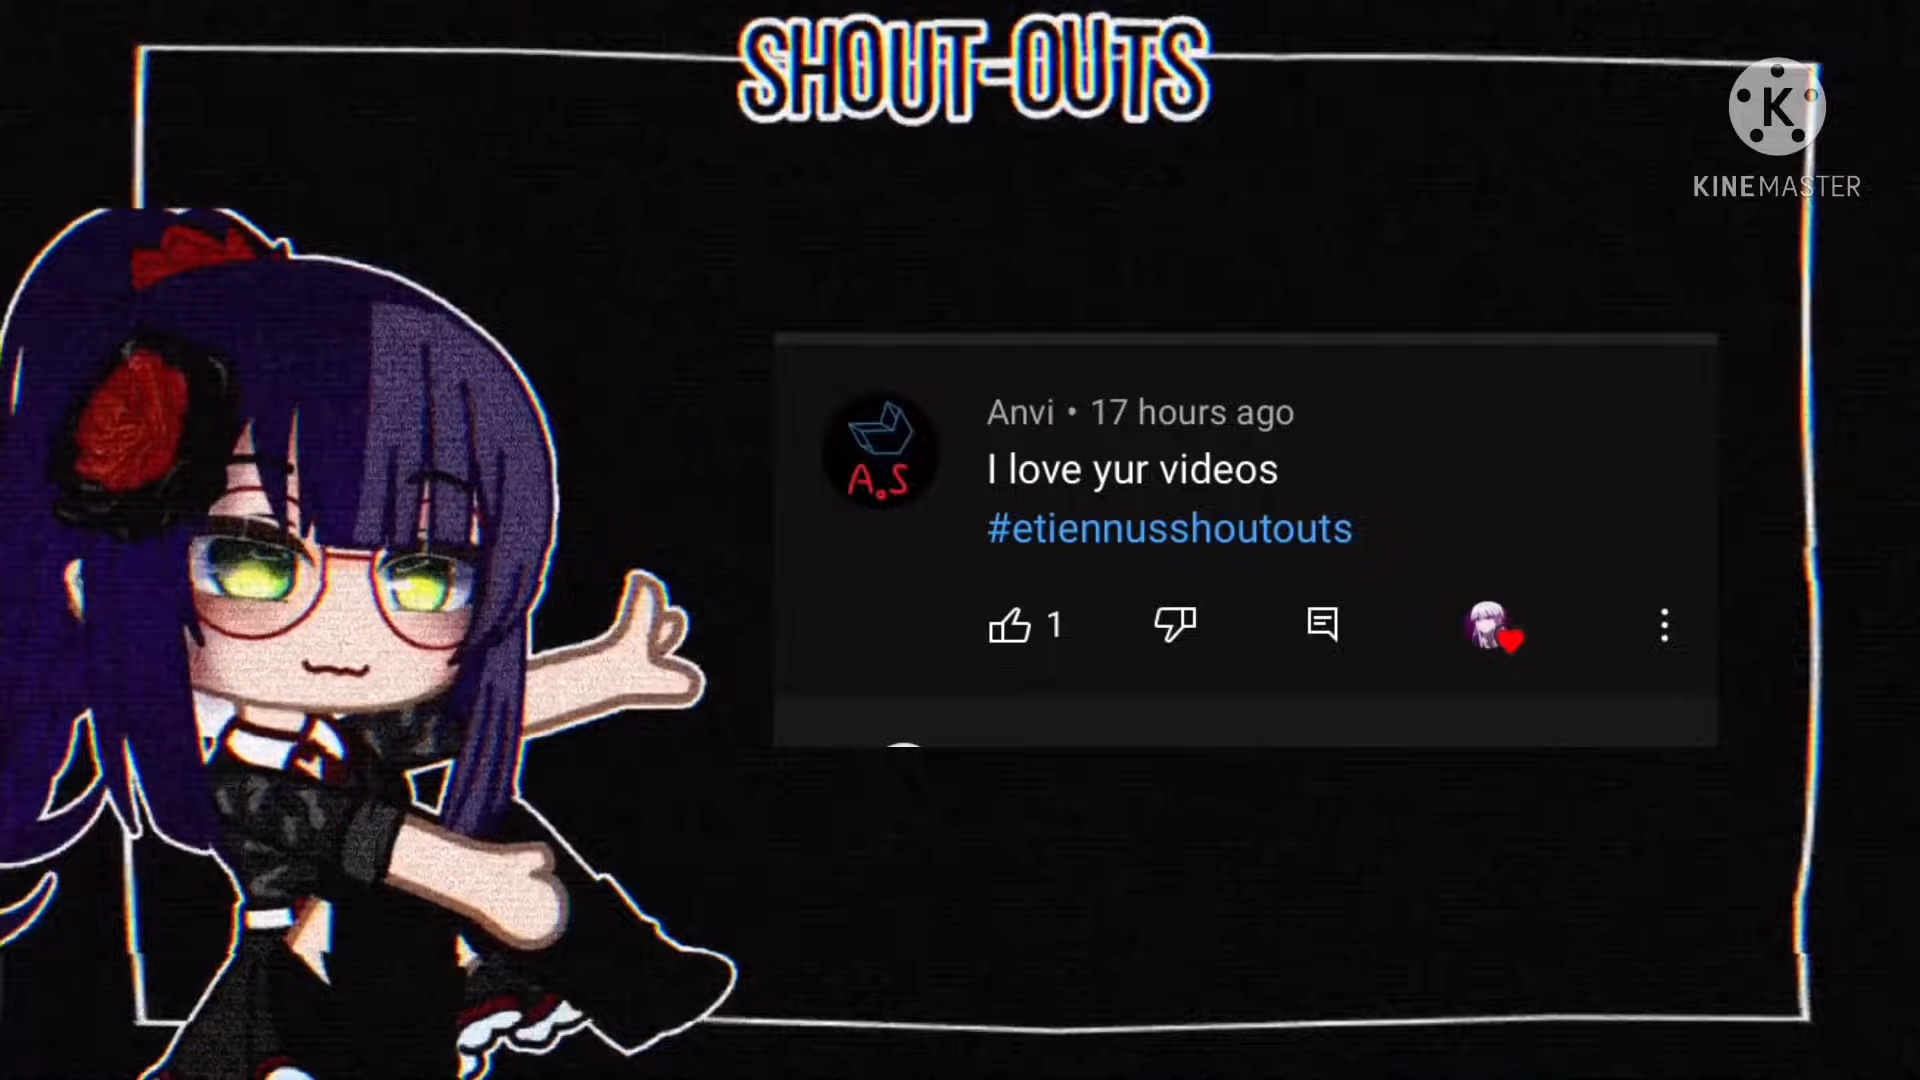 SHOUT-OUTS
K
KINEMASTER
Anvi • 17 hours ago
A.S
I love yur videos
#etiennusshoutouts
1